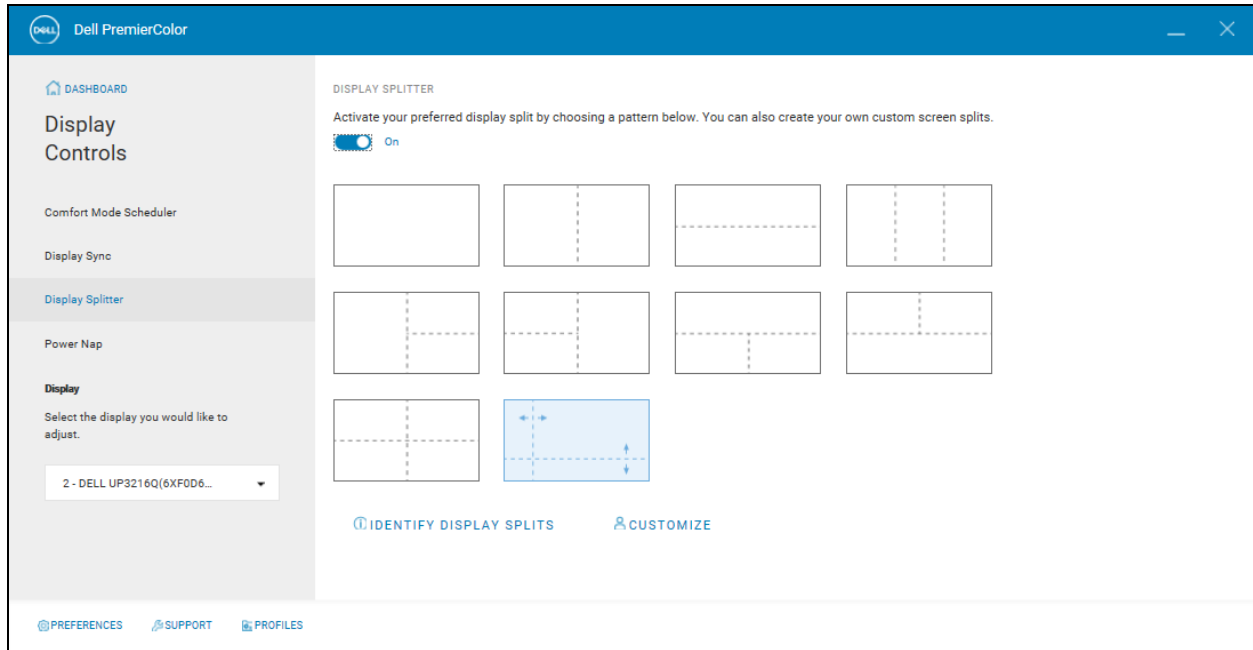 DELL
Dell PremierColor
DASHBOARD
Display
Controls
Comfort Mode Scheduler
Display Sync
Display Splitter
Power Nap
Display
Select the display you would like to
adjust.
2 - DELL UP3216Q(6XF0D6...
DISPLAY SPLITTER
Activate your preferred display split by choosing a pattern below. You can also create your own custom screen splits.
On
IDENTIFY DISPLAY SPLITS
CUSTOMIZE
PREFERENCES
SUPPORT
PROFILES